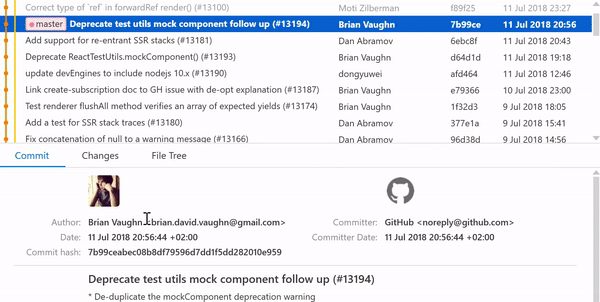 Correct type of `ref` in forwardRef render() (#13100) Moti Zilberman f89f25 11 Jul 2018 23:27
master Deprecate test utils mock component follow up (#13194) Brian Vaughn 7b99ce 11 Jul 2018 20:56
Add support for re-entrant SSR stacks (#13181) Dan Abramov 6ebc8f 11 Jul 2018 20:43
Deprecate ReactTestUtils.mockComponent() (#13193) Brian Vaughn d64d1d 11 Jul 2018 19:18
update devEngines to include nodejs 10.x (#13190) dongyuwei afd464 11 Jul 2018 12:46
Link create-subscription doc to GH issue with de-opt explanation (#13187) Brian Vaughn e79366 10 Jul 2018 23:00
Test renderer flushAll method verifies an array of expected yields (#13174) Brian Vaughn 1f32d3 9 Jul 2018 18:05
Add a test for SSR stack traces (#13180) Dan Abramov 377e1a 9 Jul 2018 15:41
Fix concatenation of null to a warning message (#13166) Dan Abramov 96d38d 9 Jul 2018 14:56
Commit Changes File Tree
Author: Brian Vaughn <brian.david.vaughn@gmail.com> Committer: GitHub <noreply@github.com>
Date: 11 Jul 2018 20:56:44 +02:00 Committer Date: 11 Jul 2018 20:56:44 +02:00
Commit hash: 7b99ceabec08b8df79596d7dd1f5dd282010e959
Deprecate test utils mock component follow up (#13194)
* De-duplicate the mockComponent deprecation warning